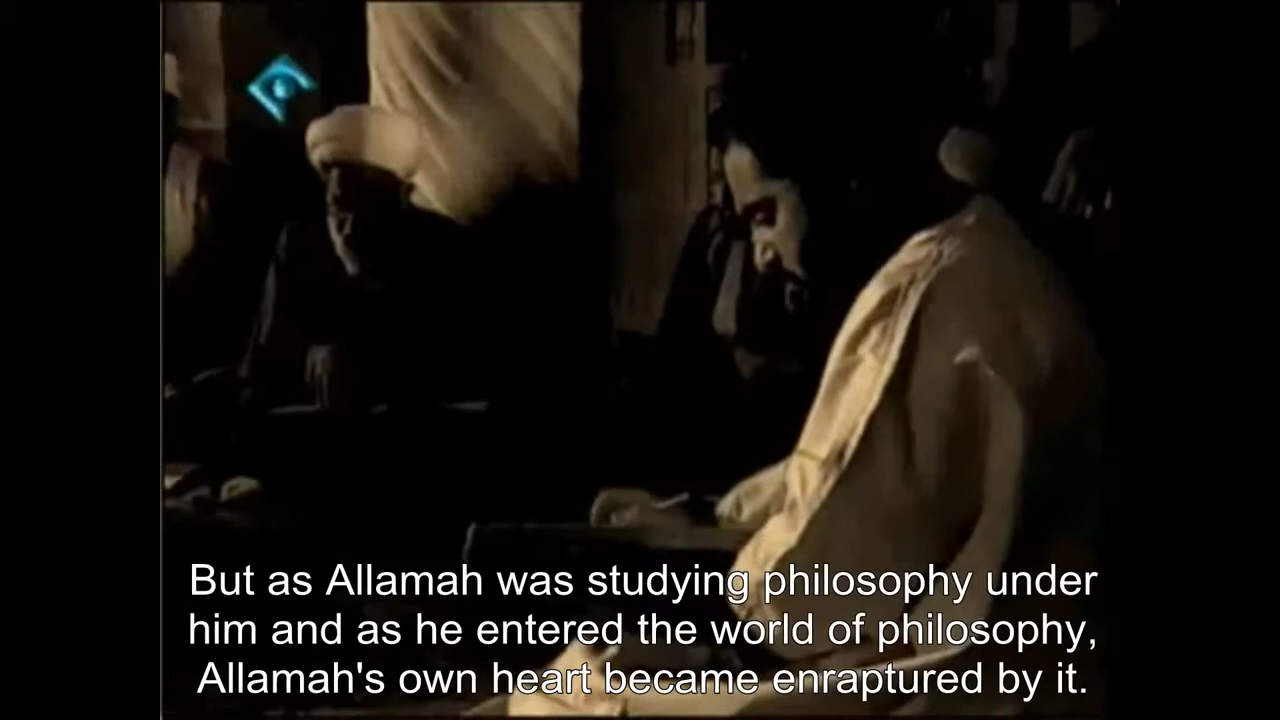 But as Allamah was studying philosophy under
him and as he entered the world of philosophy,
Allamah's own heart became enraptured by it.